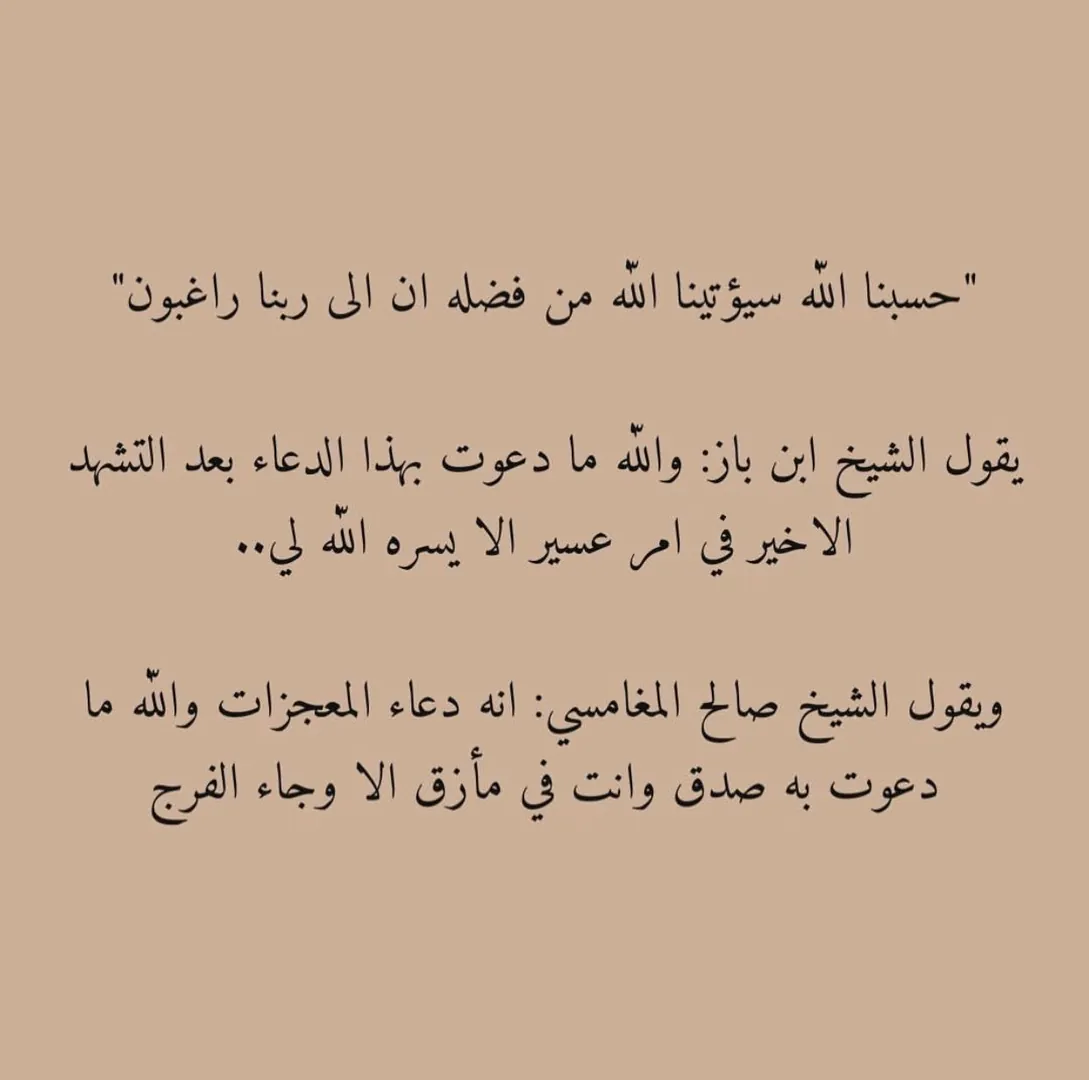 "حسبنا الله سيؤتينا الله من فضله ان الى ربنا راغبون"
يقول الشيخ ابن باز: والله ما دعوت بهذا الدعاء بعد التشهد
الاخير في امر عسير الا يسره الله لي..
ويقول الشيخ صالح المغامسي: انه دعاء المعجزات والله ما
دعوت به صدق وانت في مأزق الا وجاء الفرج